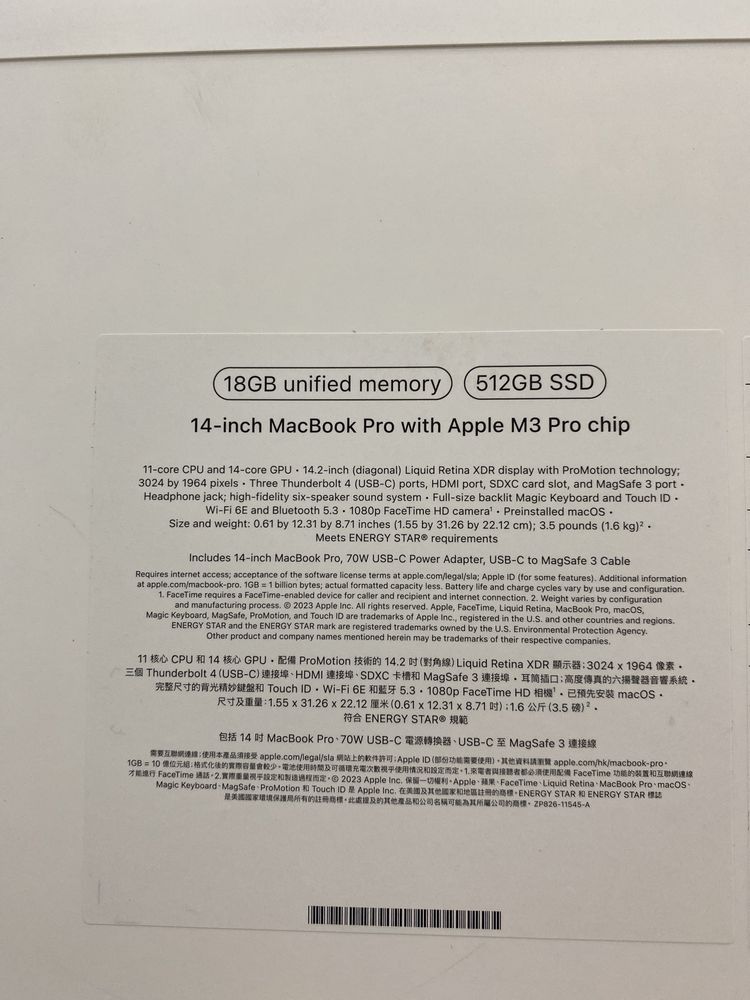 18GB unified memory 512GB SSD
14-inch MacBook Pro with Apple M3 Pro chip
11-core CPU and 14-core GPU • 14.2-inch (diagonal) Liquid Retina XDR display with ProMotion technology;
3024 by 1964 pixels • Three Thunderbolt 4 (USB-C) ports, HDMI port, SDXC card slot, and MagSafe 3 port •
Headphone jack; high-fidelity six-speaker sound system • Full-size backlit Magic Keyboard and Touch ID •
Wi-Fi 6E and Bluetooth 5.3 • 1080p FaceTime HD camera¹ • Preinstalled macOS •
Size and weight: 0.61 by 12.31 by 8.71 inches (1.55 by 31.26 by 22.12 cm); 3.5 pounds (1.6 kg)² •
Meets ENERGY STAR® requirements
Includes 14-inch MacBook Pro, 70W USB-C Power Adapter, USB-C to MagSafe 3 Cable
Requires internet access; acceptance of the software license terms at apple.com/legal/sla; Apple ID (for some features). Additional information
at apple.com/macbook-pro. 1GB = 1 billion bytes; actual formatted capacity less. Battery life and charge cycles vary by use and configuration.
1. FaceTime requires a FaceTime-enabled device for caller and recipient and internet connection. 2. Weight varies by configuration
and manufacturing process. © 2023 Apple Inc. All rights reserved. Apple, FaceTime, Liquid Retina, MacBook Pro, macOS,
Magic Keyboard, MagSafe, ProMotion, and Touch ID are trademarks of Apple Inc., registered in the U.S. and other countries and regions.
ENERGY STAR and the ENERGY STAR mark are registered trademarks owned by the U.S. Environmental Protection Agency.
Other product and company names mentioned herein may be trademarks of their respective companies.
11 核心 CPU 和 14 核心 GPU • 配備 ProMotion 技術的 14.2 吋 (對角線) Liquid Retina XDR 顯示器；3024 x 1964 像素 •
三個 Thunderbolt 4 (USB-C) 連接埠、HDMI 連接埠、SDXC 卡槽和 MagSafe 3 連接埠 • 耳筒插口；高度傳真的六揚聲器音響系統 •
完整尺寸的背光精妙鍵盤和 Touch ID • Wi-Fi 6E 和藍牙 5.3 • 1080p FaceTime HD 相機¹ • 已預先安裝 macOS •
尺寸及重量：1.55 x 31.26 x 22.12 厘米 (0.61 x 12.31 x 8.71 吋)；1.6 公斤 (3.5 磅)² •
符合 ENERGY STAR® 規範
包括 14 吋 MacBook Pro、70W USB-C 電源轉換器、USB-C 至 MagSafe 3 連接線
需要互聯網連線；使用本產品須接受 apple.com/legal/sla 網站上的軟件許可；Apple ID (部份功能需要使用)。其他資料請瀏覽 apple.com/hk/macbook-pro。
1GB = 10 億位元組；格式化後的實際容量會較少。電池使用時間及可循環充電次數視乎使用情況和設定而定。1. 來電者與接聽者都必須使用配備 FaceTime 功能的裝置和互聯網連線
才能進行 FaceTime 通話。2. 實際重量視乎設定和製造過程而定。© 2023 Apple Inc. 保留一切權利。Apple、蘋果、FaceTime、Liquid Retina、MacBook Pro、macOS、
Magic Keyboard、MagSafe、ProMotion 和 Touch ID 是 Apple Inc. 在美國及其他國家和地區註冊的商標。ENERGY STAR 和 ENERGY STAR 標誌
是美國國家環境保護局所有的註冊商標。此處提及的其他產品和公司名稱可能為其所屬公司的商標。 ZP826-11545-A